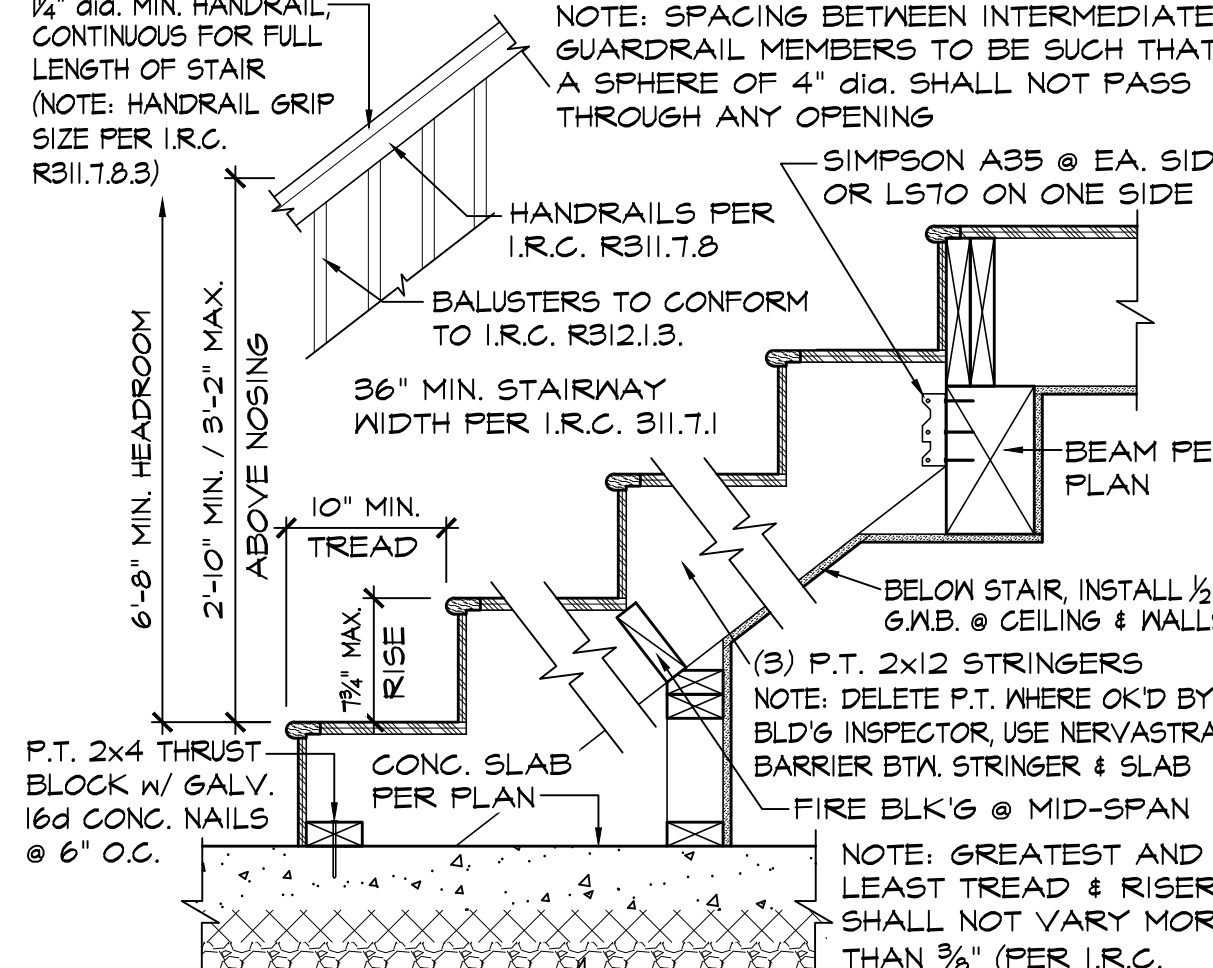 1/4" dia. MIN. HANDRAIL,
CONTINUOUS FOR FULL
LENGTH OF STAIR
(NOTE: HANDRAIL GRIP
SIZE PER I.R.C.
R311.7.8.3)
NOTE: SPACING BETWEEN INTERMEDIATE
GUARDRAIL MEMBERS TO BE SUCH THAT
A SPHERE OF 4" dia. SHALL NOT PASS
THROUGH ANY OPENING
SIMPSON A35 @ EA. SID
OR LS70 ON ONE SIDE
HANDRAILS PER
I.R.C. R311.7.8
BALUSTERS TO CONFORM
TO I.R.C. R312.1.3.
36" MIN. STAIRWAY
WIDTH PER I.R.C. 311.7.1
6'-8" MIN. HEADROOM
2'-10" MIN. / 3'-2" MAX.
ABOVE NOSING
10" MIN.
TREAD
7 3/4" MAX.
RISE
BEAM PE
PLAN
BELOW STAIR, INSTALL 1/2
G.W.B. @ CEILING & WALLS
(3) P.T. 2x12 STRINGERS
NOTE: DELETE P.T. WHERE OK'D BY
BLD'G INSPECTOR, USE NERVASTRA
BARRIER BTW. STRINGER & SLAB
FIRE BLK'G @ MID-SPAN
P.T. 2x4 THRUST
BLOCK w/ GALV.
16d CONC. NAILS
@ 6" O.C.
CONC. SLAB
PER PLAN
NOTE: GREATEST AND
LEAST TREAD & RISER
SHALL NOT VARY MOR
THAN 3/8" (PER I.R.C.